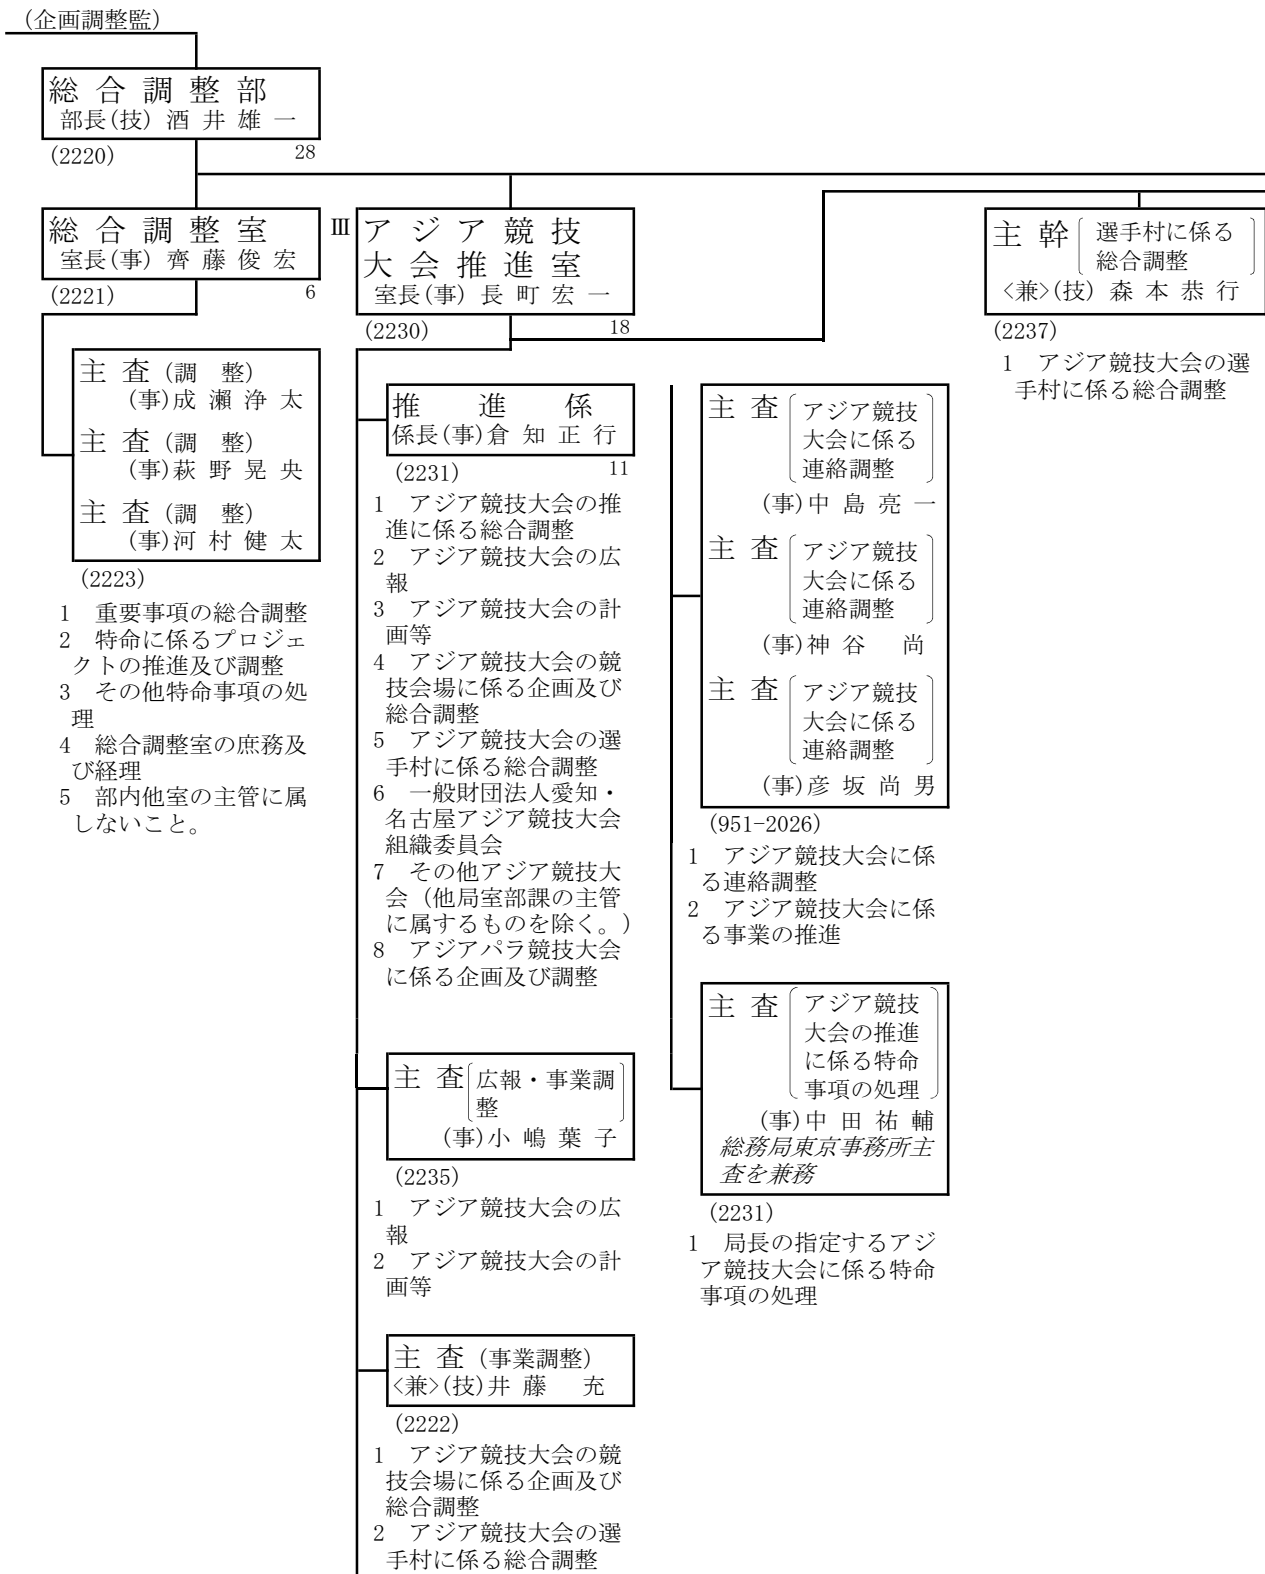 (企画調整監)
総合調整部
部長(技) 酒井雄一
(2220) 28
総合調整室
室長(事) 齊藤俊宏
(2221) 6
主査(調　整)
(事)成瀬浄太
主査(調　整)
(事)萩野晃央
主査(調　整)
(事)河村健太
(2223)
1　重要事項の総合調整
2　特命に係るプロジェ
クトの推進及び調整
3　その他特命事項の処
理
4　総合調整室の庶務及
び経理
5　部内他室の主管に属
しないこと。
Ⅲ
アジア競技
大会推進室
室長(事) 長町宏一
(2230) 18
推進係
係長(事)倉知正行
(2231) 11
1　アジア競技大会の推
進に係る総合調整
2　アジア競技大会の広
報
3　アジア競技大会の計
画等
4　アジア競技大会の競
技会場に係る企画及び
総合調整
5　アジア競技大会の選
手村に係る総合調整
6　一般財団法人愛知・
名古屋アジア競技大会
組織委員会
7　その他アジア競技大
会（他局室部課の主管
に属するものを除く。）
8　アジアパラ競技大会
に係る企画及び調整
主査 広報・事業調
整
(事)小嶋葉子
(2235)
1　アジア競技大会の広
報
2　アジア競技大会の計
画等
主査(事業調整)
<兼>(技)井藤　充
(2222)
1　アジア競技大会の競
技会場に係る企画及び
総合調整
2　アジア競技大会の選
手村に係る総合調整
主査 アジア競技
大会に係る
連絡調整
(事)中島亮一
主査 アジア競技
大会に係る
連絡調整
(事)神谷　尚
主査 アジア競技
大会に係る
連絡調整
(事)彦坂尚男
(951-2026)
1　アジア競技大会に係
る連絡調整
2　アジア競技大会に係
る事業の推進
主査 アジア競技
大会の推進
に係る特命
事項の処理
(事)中田祐輔
総務局東京事務所主
査を兼務
(2231)
1　局長の指定するアジ
ア競技大会に係る特命
事項の処理
主幹 選手村に係る
総合調整
<兼>(技) 森本恭行
(2237)
1　アジア競技大会の選
手村に係る総合調整